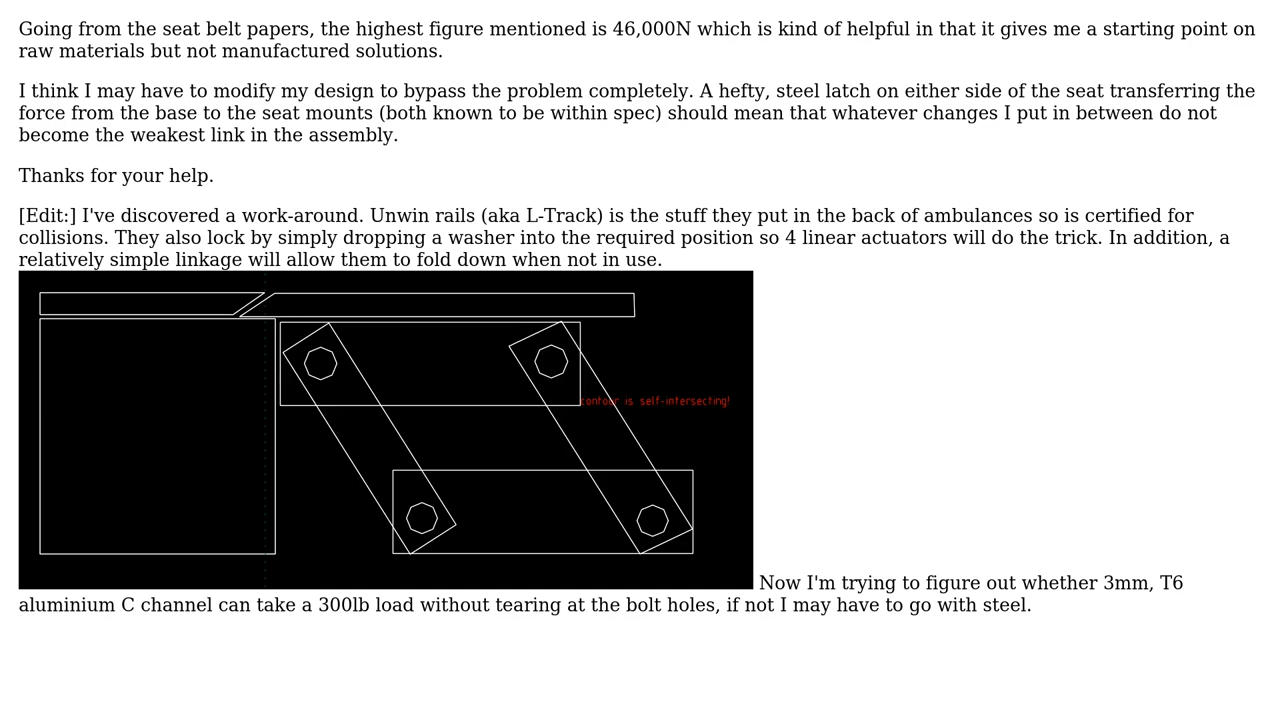 Going from the seat belt papers, the highest figure mentioned is 46,000N which is kind of helpful in that it gives me a starting point on
raw materials but not manufactured solutions.
I think I may have to modify my design to bypass the problem completely. A hefty, steel latch on either side of the seat transferring the
force from the base to the seat mounts (both known to be within spec) should mean that whatever changes I put in between do not
become the weakest link in the assembly.
Thanks for your help.
[Edit:] I've discovered a work-around. Unwin rails (aka L-Track) is the stuff they put in the back of ambulances so is certified for
collisions. They also lock by simply dropping a washer into the required position so 4 linear actuators will do the trick. In addition, a
relatively simple linkage will allow them to fold down when not in use.
contour is self-intersecting!
Now I'm trying to figure out whether 3mm, T6
aluminium C channel can take a 300lb load without tearing at the bolt holes, if not I may have to go with steel.